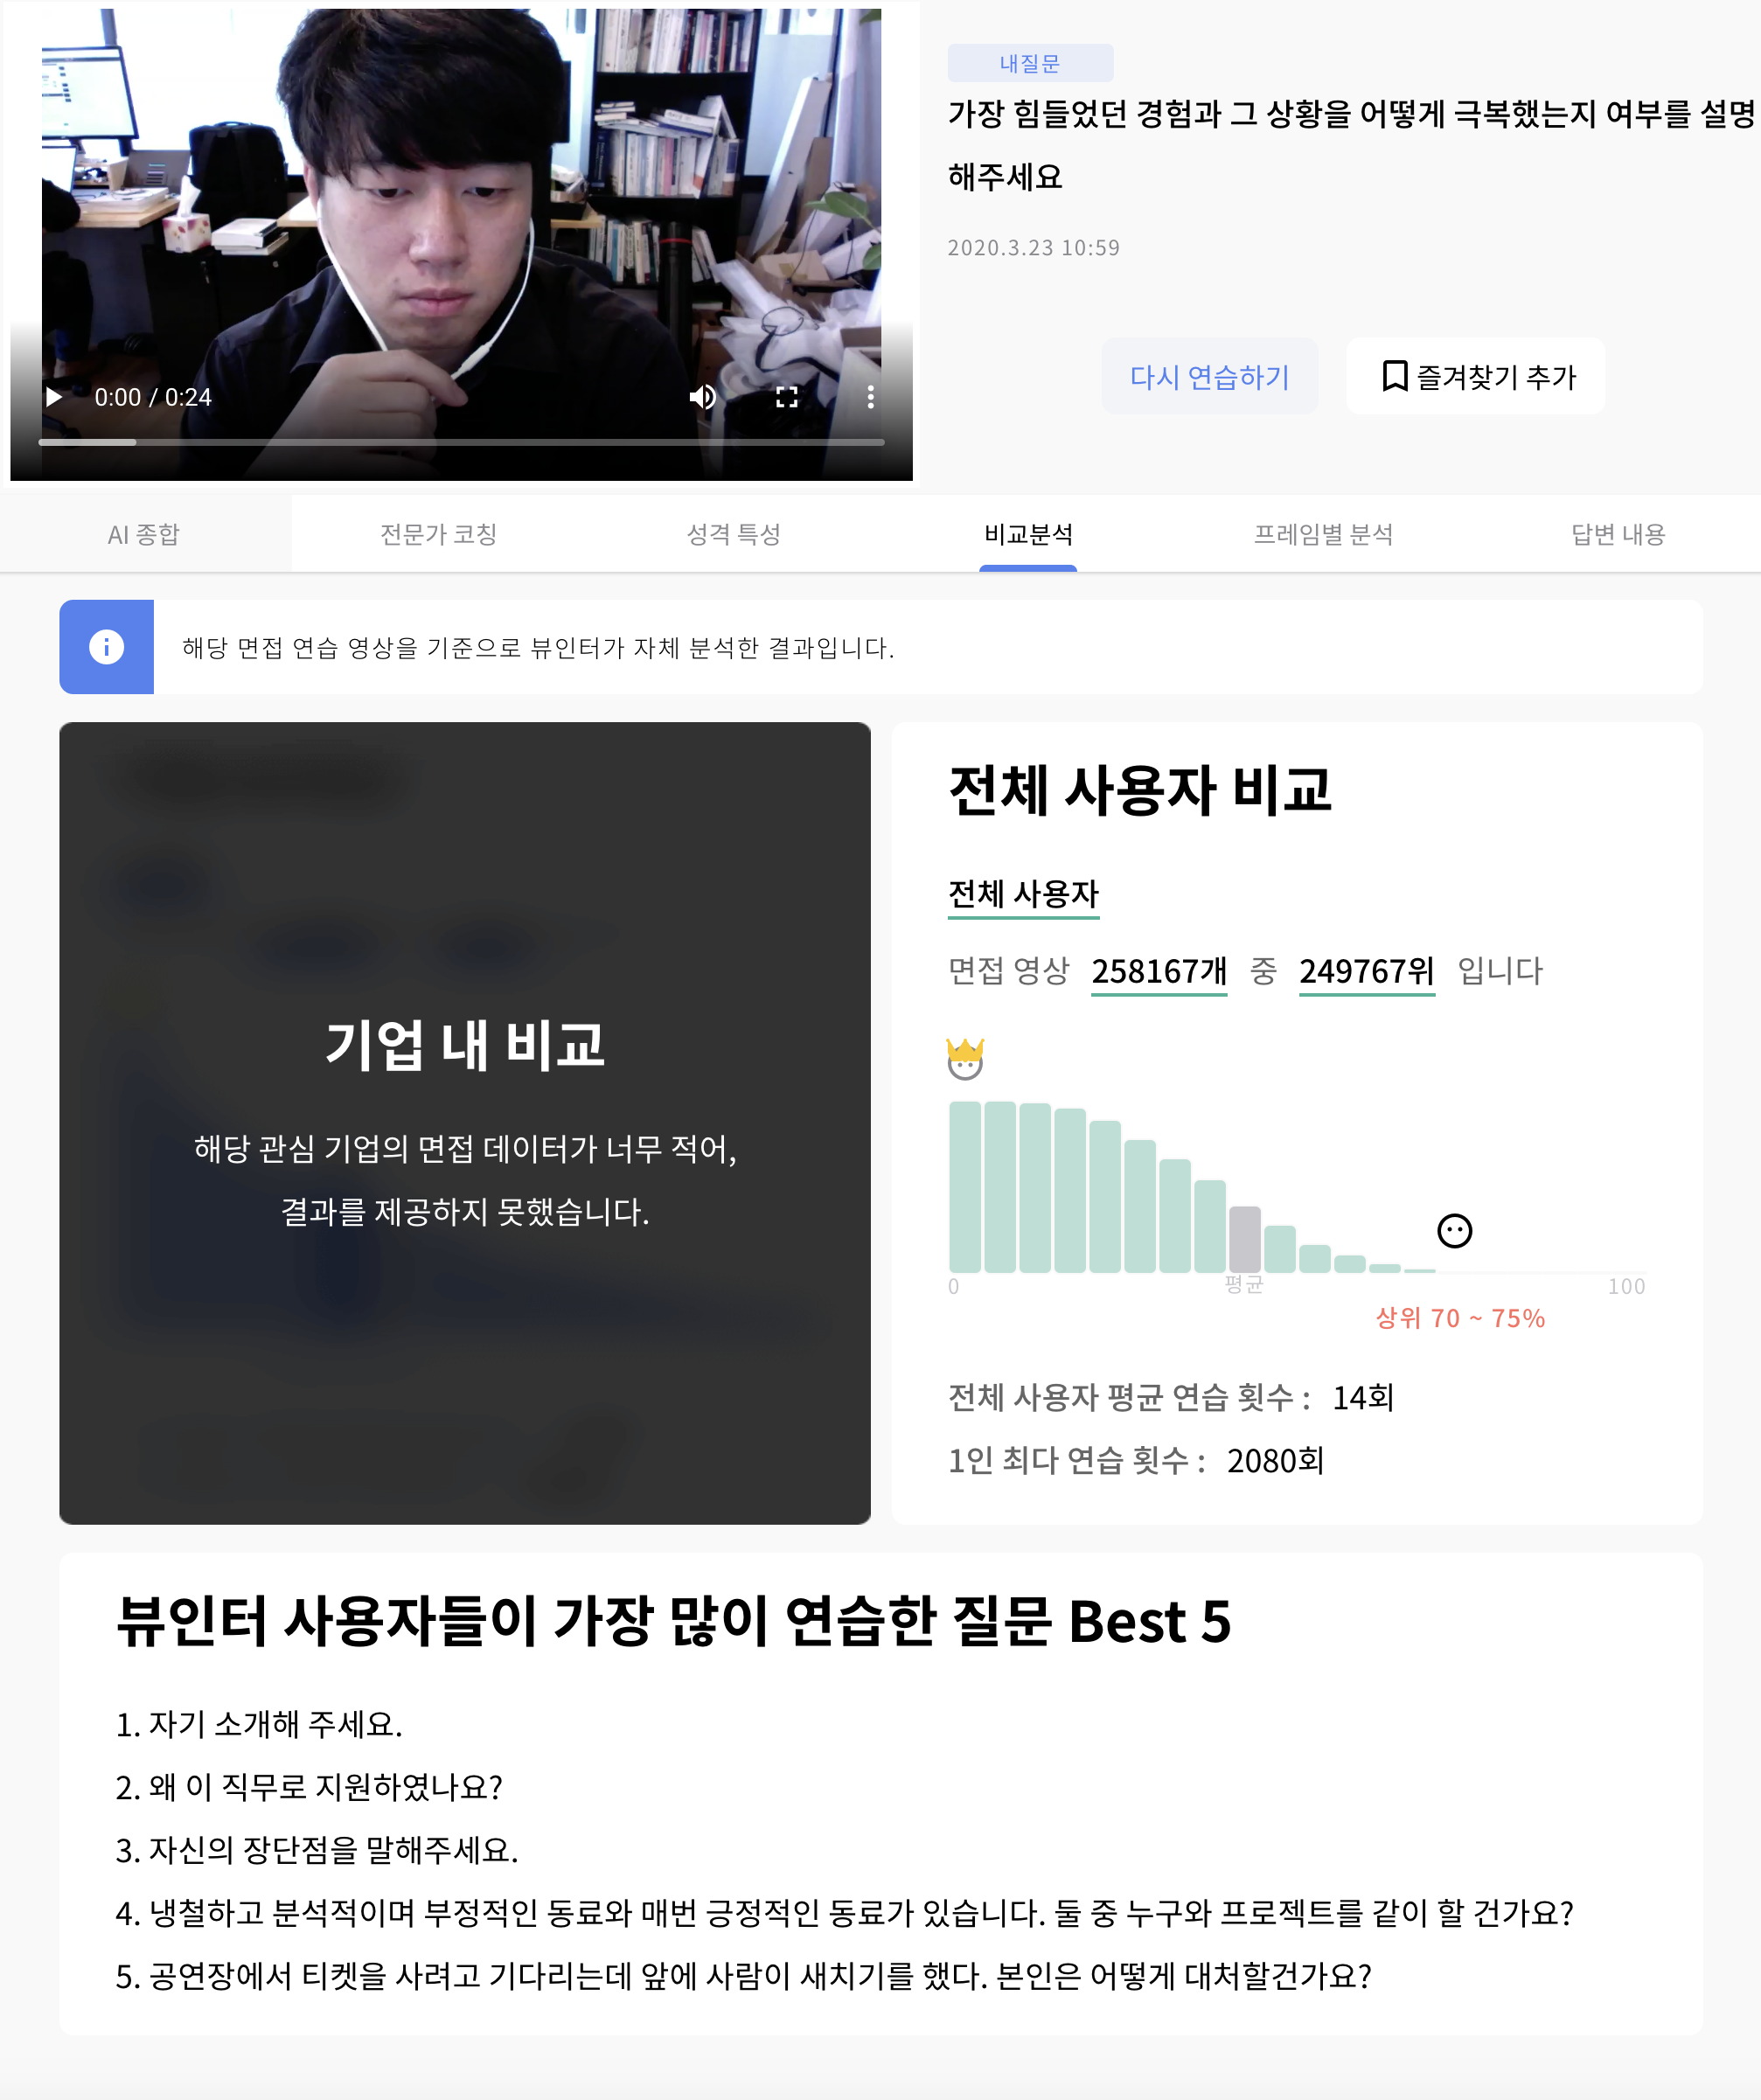 내질문
가장 힘들었던 경험과 그 상황을 어떻게 극복했는지 여부를 설명
해주세요
2020.3.23 10:59
다시 연습하기
즐겨찾기 추가
0:00 / 0:24
AI 종합
전문가 코칭
성격 특성
비교분석
프레임별 분석
답변 내용
해당 면접 연습 영상을 기준으로 뷰인터가 자체 분석한 결과입니다.
기업 내 비교
해당 관심 기업의 면접 데이터가 너무 적어,
결과를 제공하지 못했습니다.
전체 사용자 비교
전체 사용자
면접 영상 258167개 중 249767위 입니다
0
평균
100
상위 70 ~ 75%
전체 사용자 평균 연습 횟수 : 14회
1인 최다 연습 횟수 : 2080회
뷰인터 사용자들이 가장 많이 연습한 질문 Best 5
1. 자기 소개해 주세요.
2. 왜 이 직무로 지원하였나요?
3. 자신의 장단점을 말해주세요.
4. 냉철하고 분석적이며 부정적인 동료와 매번 긍정적인 동료가 있습니다. 둘 중 누구와 프로젝트를 같이 할 건가요?
5. 공연장에서 티켓을 사려고 기다리는데 앞에 사람이 새치기를 했다. 본인은 어떻게 대처할건가요?